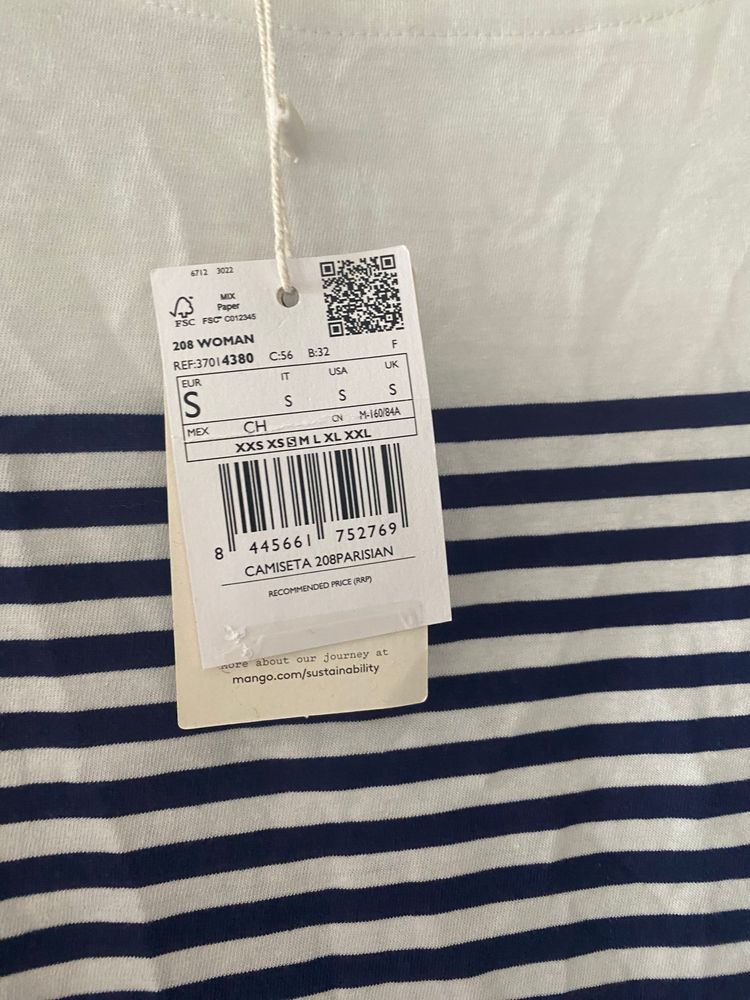 6712 3022
MIX
Paper
FSC FSC™ C012345
208 WOMAN
REF:37014380 C:56 B:32 F
EUR IT USA UK
S S S S
MEX CH CN M-160/84A
XXS XS S M L XL XXL
8 445661 752769
CAMISETA 208PARISIAN
RECOMMENDED PRICE (RRP)
more about our journey at
mango.com/sustainability